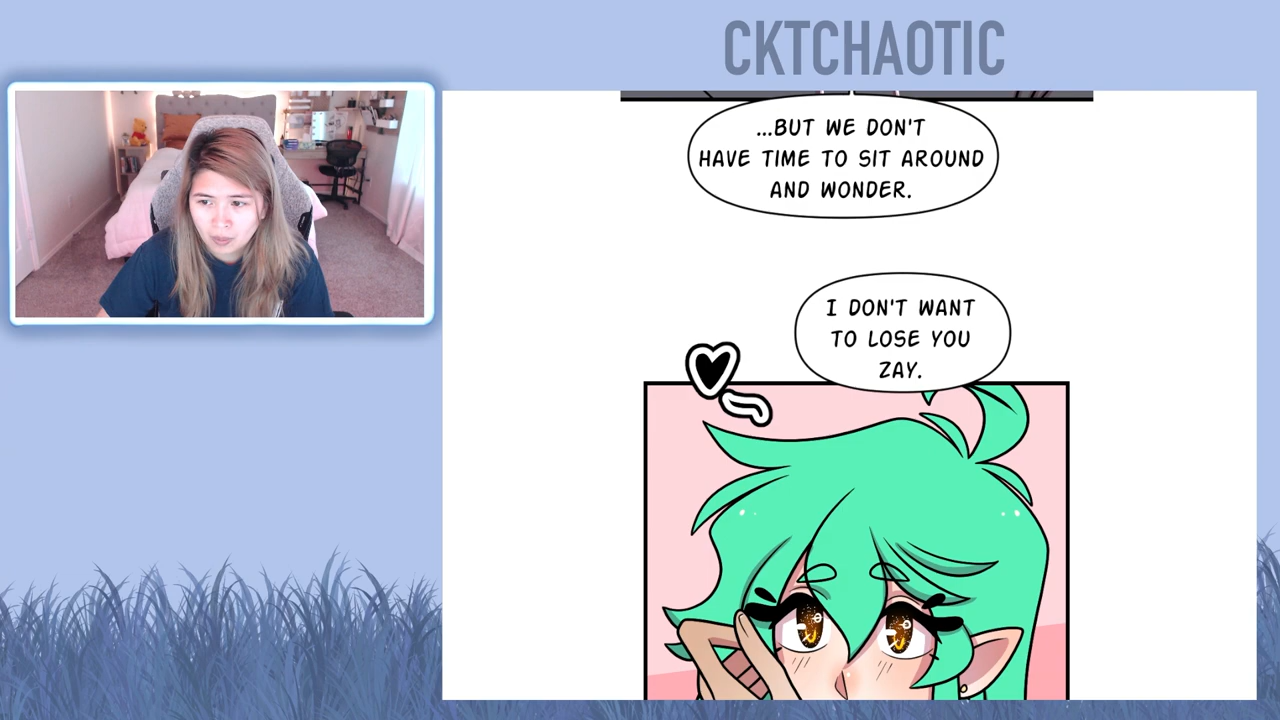 CKTCHAOTIC
...BUT WE DON'T
HAVE TIME TO SIT AROUND
AND WONDER.
I DON'T WANT
TO LOSE YOU
ZAY.